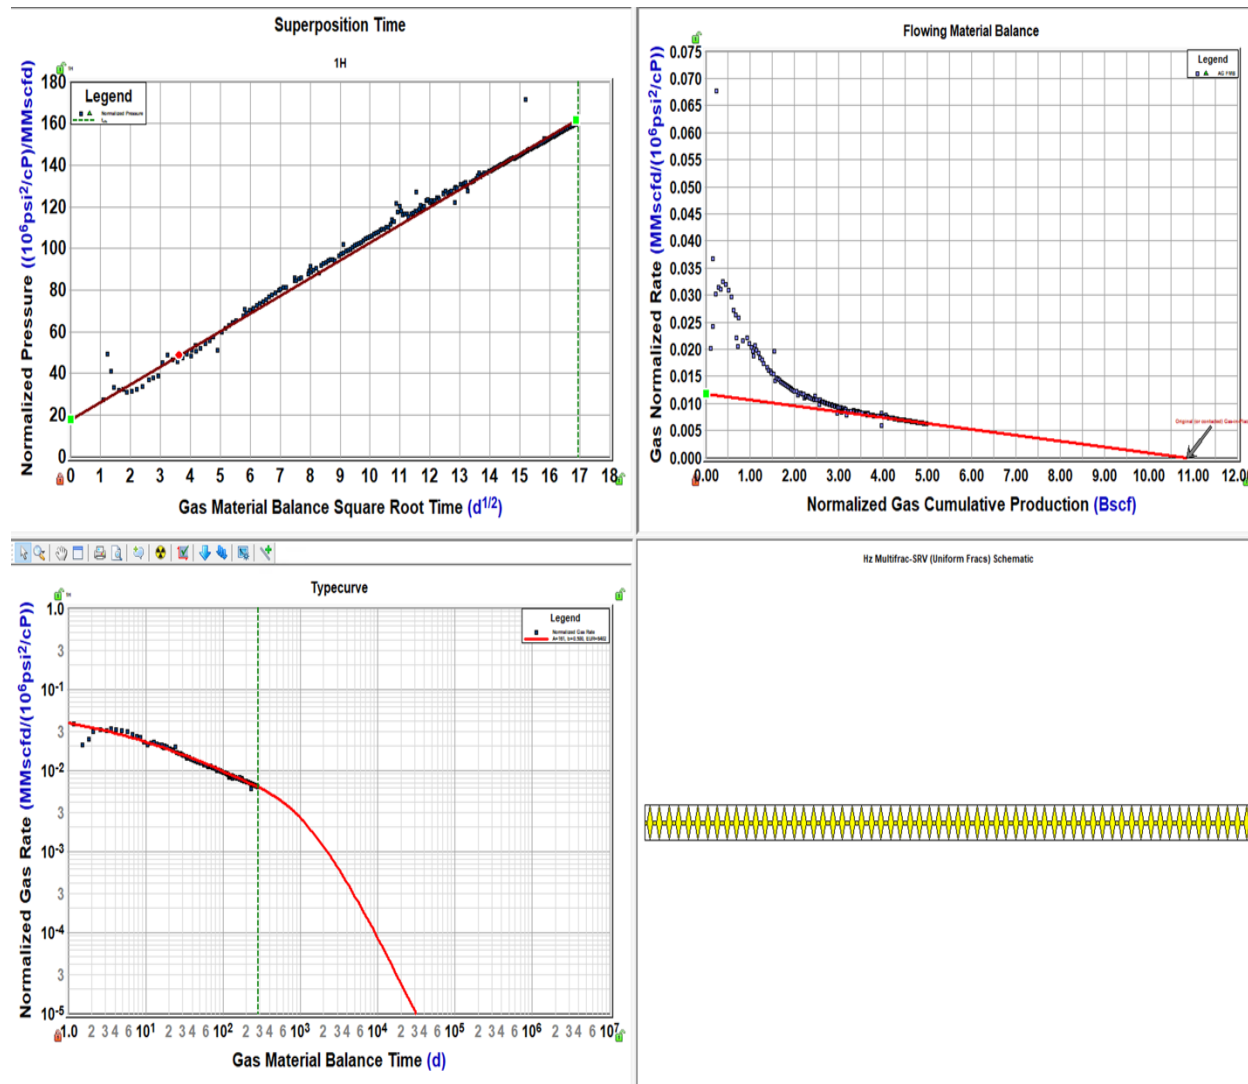 Superposition Time
1H
Normalized Pressure ((10⁶psi²/cP)/MMscfd)
180
160
140
120
100
80
60
40
20
0
Legend
Normalized Pressure
0 1 2 3 4 5 6 7 8 9 10 11 12 13 14 15 16 17 18
Gas Material Balance Square Root Time (d^1/2)
Flowing Material Balance
Gas Normalized Rate (MMscfd/(10⁶psi²/cP))
0.075
0.070
0.065
0.060
0.055
0.050
0.045
0.040
0.035
0.030
0.025
0.020
0.015
0.010
0.005
0.000
Legend
AG FMB
0.00 1.00 2.00 3.00 4.00 5.00 6.00 7.00 8.00 9.00 10.00 11.00 12.00
Normalized Gas Cumulative Production (Bscf)
Typecurve
Normalized Gas Rate (MMscfd/(10⁶psi²/cP))
1.0
3
10⁻¹
3
10⁻²
3
10⁻³
3
10⁻⁴
3
10⁻⁵
Legend
Normalized Gas Rate
1.0 2 3 4 6 10¹ 2 3 4 6 10² 2 3 4 6 10³ 2 3 4 6 10⁴ 2 3 4 6 10⁵ 2 3 4 6 10⁶ 2 3 4 10⁷
Gas Material Balance Time (d)
Hz Multifrac-SRV (Uniform Fracs) Schematic